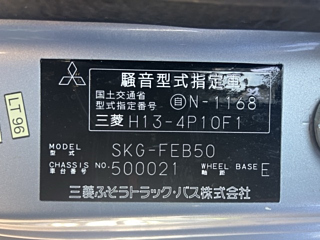 騒音型式指定車
国土交通省
型式指定番号 自N-1168
三菱 H13-4P10F1
MODEL
型式 SKG-FEB50
CHASSIS NO.
車台番号 500021 WHEEL BASE
軸距 E
三菱ふそうトラック・バス株式会社
LT96